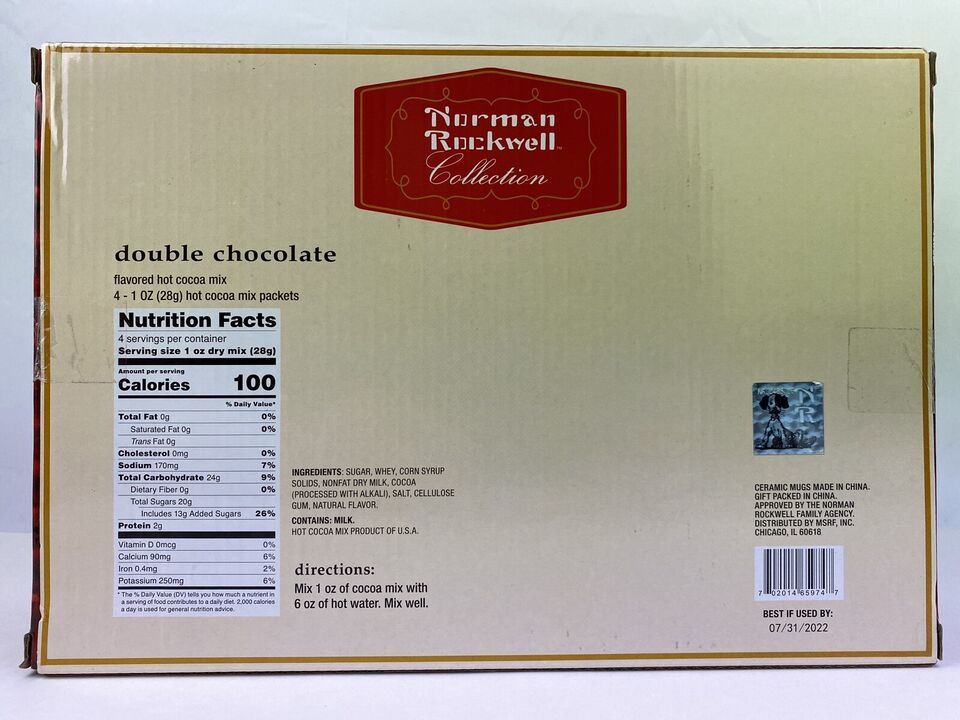 Norman
Rockwell™
Collection
double chocolate
flavored hot cocoa mix
4 - 1 OZ (28g) hot cocoa mix packets
Nutrition Facts
4 servings per container
Serving size 1 oz dry mix (28g)
Amount per serving
Calories 100
% Daily Value*
Total Fat 0g 0%
Saturated Fat 0g 0%
Trans Fat 0g
Cholesterol 0mg 0%
Sodium 170mg 7%
Total Carbohydrate 24g 9%
Dietary Fiber 0g 0%
Total Sugars 20g
Includes 13g Added Sugars 26%
Protein 2g
Vitamin D 0mcg 0%
Calcium 90mg 6%
Iron 0.4mg 2%
Potassium 250mg 6%
* The % Daily Value (DV) tells you how much a nutrient in
a serving of food contributes to a daily diet. 2,000 calories
a day is used for general nutrition advice.
INGREDIENTS: SUGAR, WHEY, CORN SYRUP
SOLIDS, NONFAT DRY MILK, COCOA
(PROCESSED WITH ALKALI), SALT, CELLULOSE
GUM, NATURAL FLAVOR.
CONTAINS: MILK.
HOT COCOA MIX PRODUCT OF U.S.A.
directions:
Mix 1 oz of cocoa mix with
6 oz of hot water. Mix well.
N
R
CERAMIC MUGS MADE IN CHINA.
GIFT PACKED IN CHINA.
APPROVED BY THE NORMAN
ROCKWELL FAMILY AGENCY.
DISTRIBUTED BY MSRF, INC.
CHICAGO, IL 60618
7 02014 65974 7
BEST IF USED BY:
07/31/2022